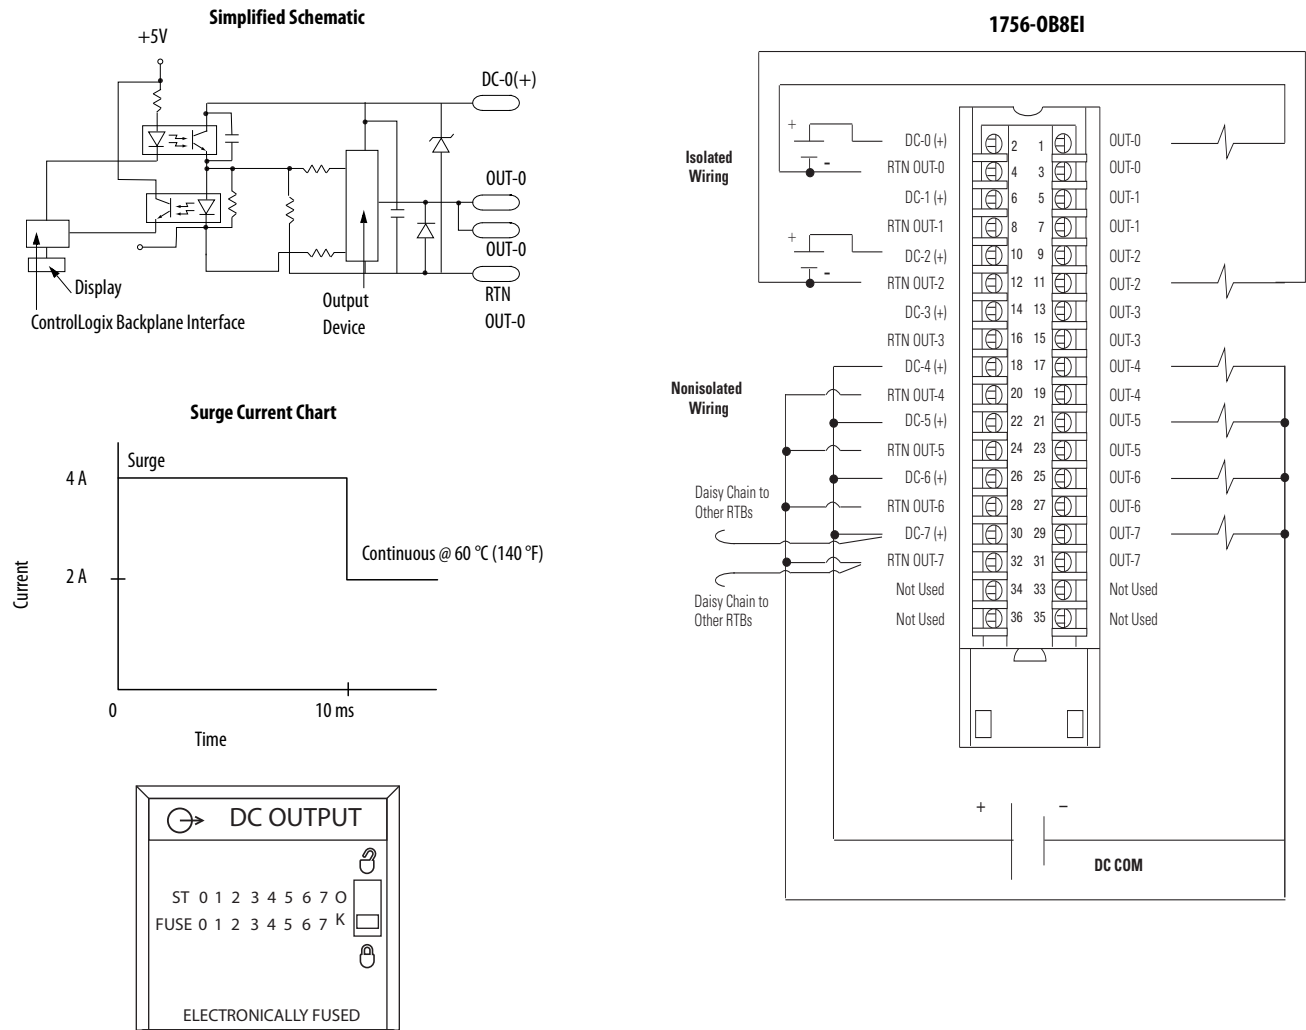 Simplified Schematic
+5V
DC-0(+)
OUT-0
OUT-0
RTN
OUT-0
Output
Device
Display
ControlLogix Backplane Interface
Surge Current Chart
Surge
4 A
Continuous @ 60 °C (140 °F)
2 A
Current
0
10 ms
Time
DC OUTPUT
ST 0 1 2 3 4 5 6 7 O
FUSE 0 1 2 3 4 5 6 7 K
ELECTRONICALLY FUSED
1756-OB8EI
Isolated
Wiring
Nonisolated
Wiring
+
-
+
-
DC-0 (+) 2 1 OUT-0
RTN OUT-0 4 3 OUT-0
DC-1 (+) 6 5 OUT-1
RTN OUT-1 8 7 OUT-1
DC-2 (+) 10 9 OUT-2
RTN OUT-2 12 11 OUT-2
DC-3 (+) 14 13 OUT-3
RTN OUT-3 16 15 OUT-3
DC-4 (+) 18 17 OUT-4
RTN OUT-4 20 19 OUT-4
DC-5 (+) 22 21 OUT-5
RTN OUT-5 24 23 OUT-5
DC-6 (+) 26 25 OUT-6
RTN OUT-6 28 27 OUT-6
DC-7 (+) 30 29 OUT-7
RTN OUT-7 32 31 OUT-7
Not Used 34 33 Not Used
Not Used 36 35 Not Used
Daisy Chain to
Other RTBs
Daisy Chain to
Other RTBs
+ –
DC COM